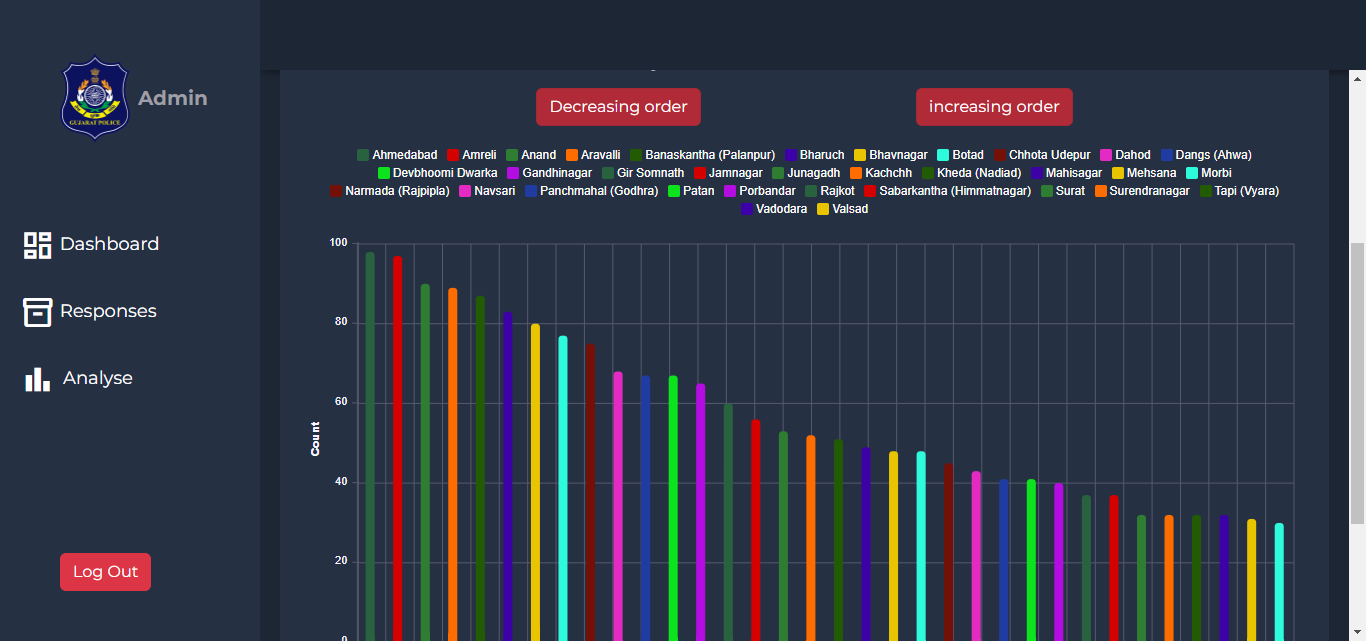 GUJARAT POLICE
Admin
Dashboard
Responses
Analyse
Log Out
Decreasing order increasing order
Ahmedabad Amreli Anand Aravalli Banaskantha (Palanpur) Bharuch Bhavnagar Botad Chhota Udepur Dahod Dangs (Ahwa)
Devbhoomi Dwarka Gandhinagar Gir Somnath Jamnagar Junagadh Kachchh Kheda (Nadiad) Mahisagar Mehsana Morbi
Narmada (Rajpipla) Navsari Panchmahal (Godhra) Patan Porbandar Rajkot Sabarkantha (Himmatnagar) Surat Surendranagar Tapi (Vyara)
Vadodara Valsad
100
80
60
Count
40
20
0